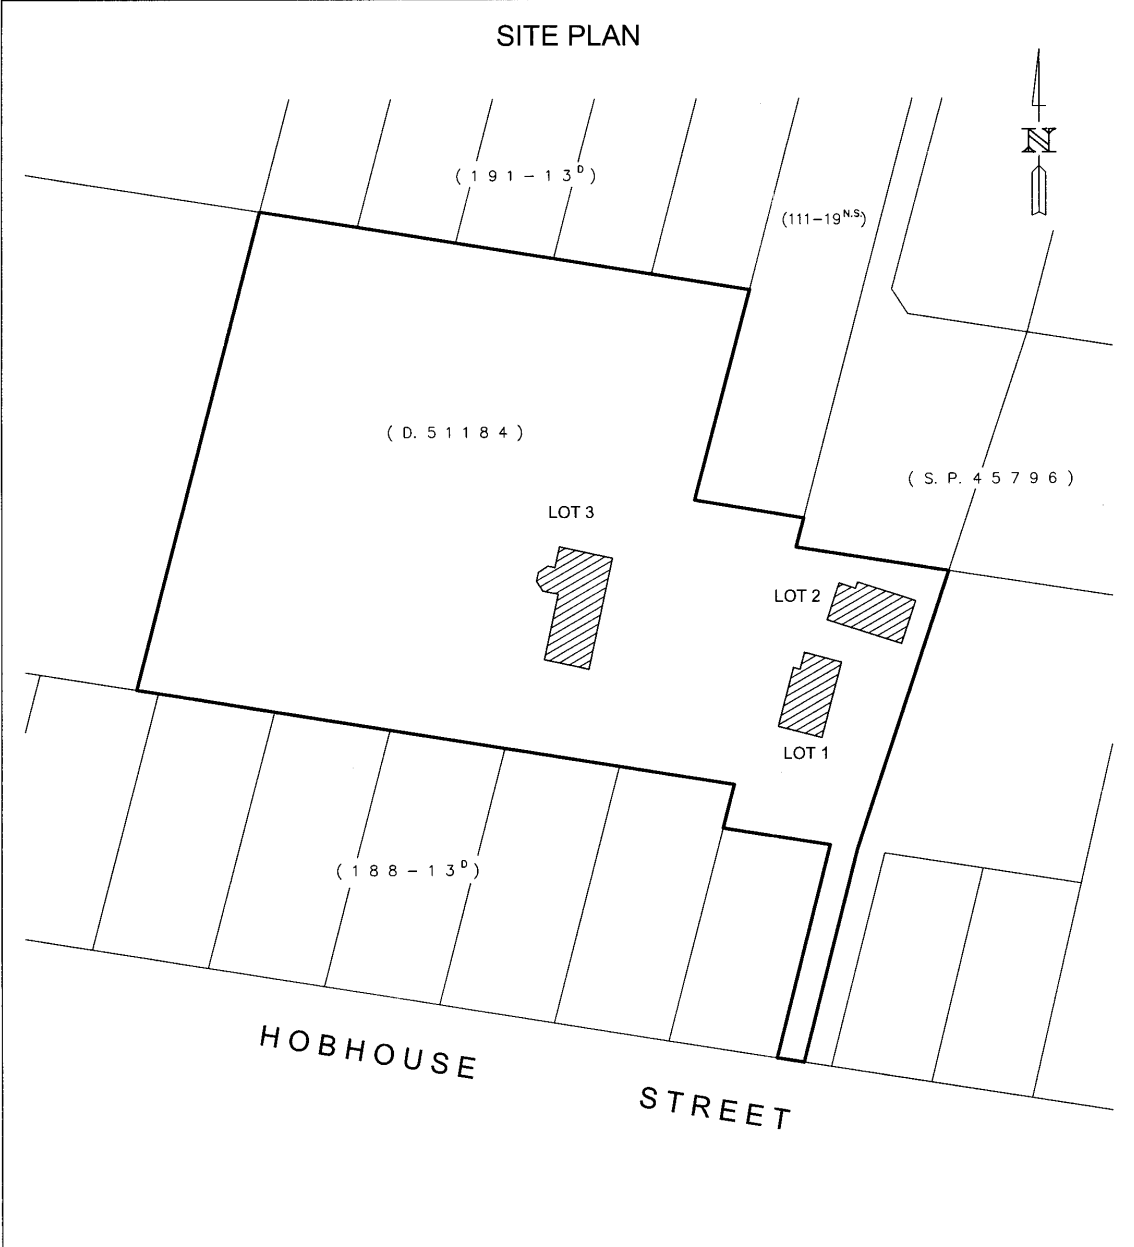 SITE PLAN
N
(191-13D)
(111-19N.S.)
(D. 51184)
(S. P. 45796)
LOT 3
LOT 2
LOT 1
(188-13D)
HOBHOUSE STREET